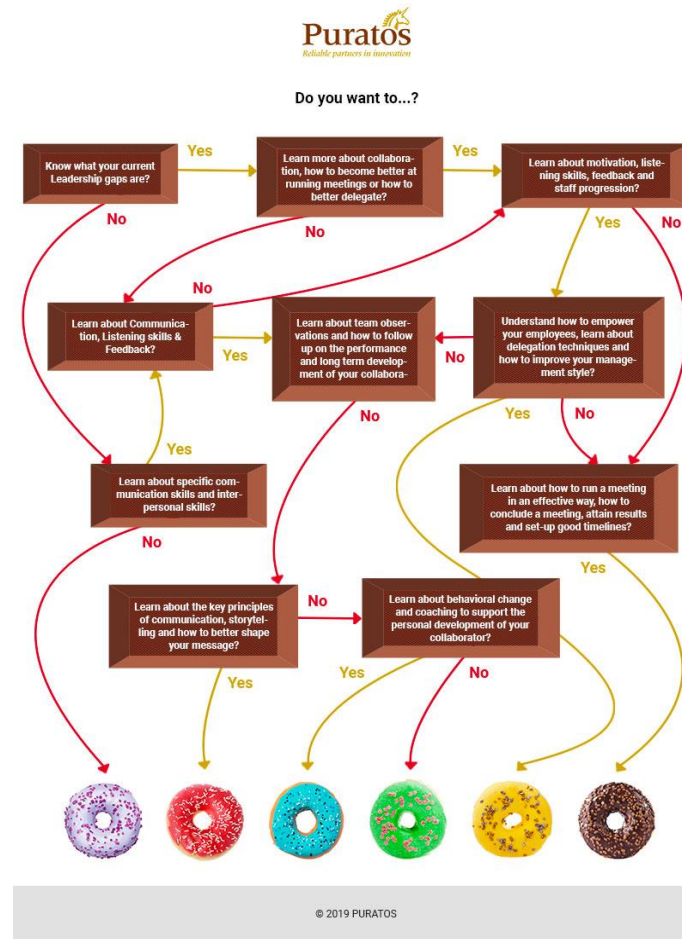 Puratos
Reliable partners in innovation
Do you want to...?
Know what your current
Leadership gaps are?
Yes
Learn more about collabora-
tion, how to become better at
running meetings or how to
better delegate?
Yes
Learn about motivation, liste-
ning skills, feedback and
staff progression?
No
No
No
Yes
No
Learn about Communica-
tion, Listening skills &
Feedback?
Yes
Learn about team obser-
vations and how to follow
up on the performance
and long term develop-
ment of your collabora-
No
Understand how to empower
your employees, learn about
delegation techniques and
how to improve your manage-
ment style?
Yes
No
No
Yes
Learn about specific com-
munication skills and inter-
personal skills?
No
Learn about how to run a meeting
in an effective way, how to
conclude a meeting, attain results
and set-up good timelines?
Yes
Learn about the key principles
of communication, storytel-
lling and how to better shape
your message?
No
Learn about behavioral change
and coaching to support the
personal development of your
collaborator?
Yes
Yes
No
© 2019 PURATOS